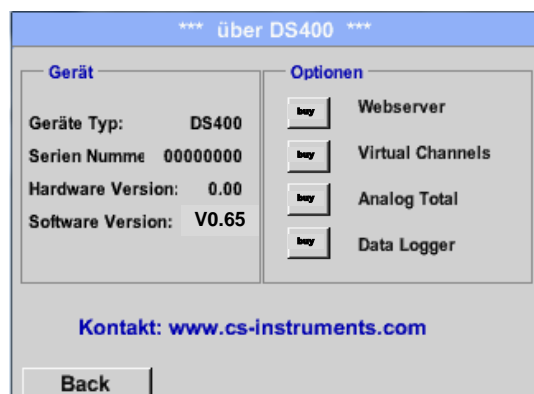 *** über DS400 ***
Gerät
Geräte Typ: DS400
Serien Numme 00000000
Hardware Version: 0.00
Software Version: V0.65
Optionen
buy Webserver
buy Virtual Channels
buy Analog Total
buy Data Logger
Kontakt: www.cs-instruments.com
Back